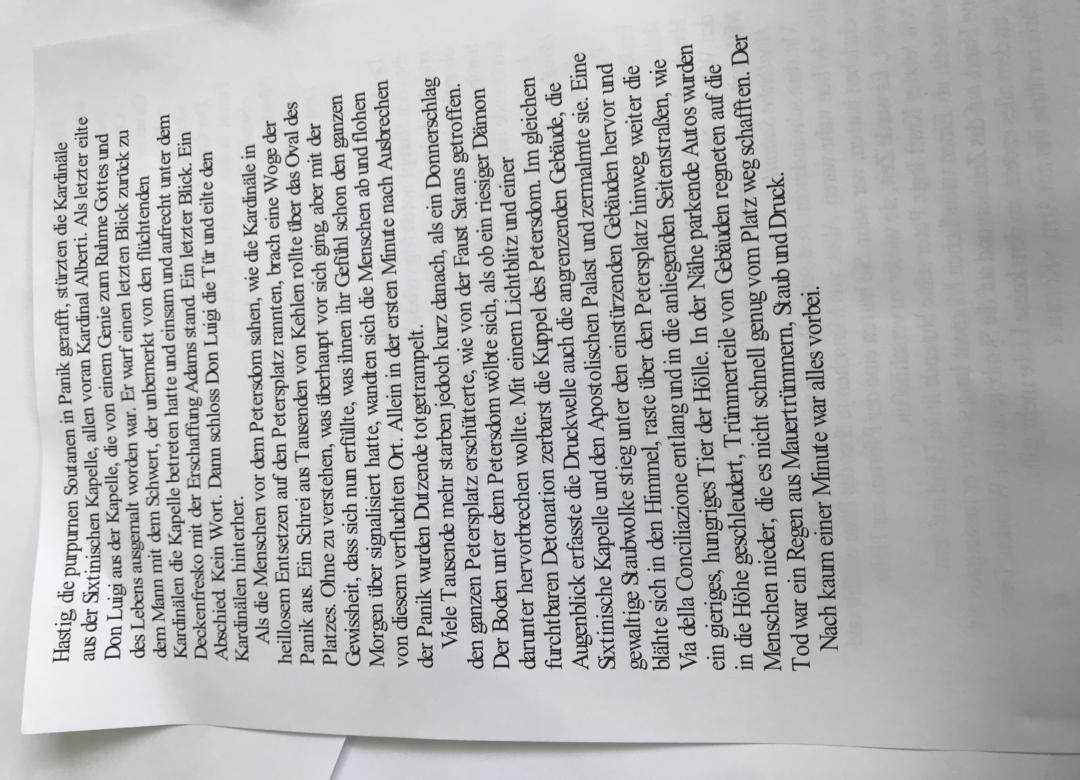 Hastig die purpurnen Soutanen in Panik gerafft, stürzten die Kardinäle
aus der Sixtinischen Kapelle, allen voran Kardinal Alberti. Als letzter eilte
Don Luigi aus der Kapelle, die von einem Genie zum Ruhme Gottes und
des Lebens ausgemalt worden war. Er warf einen letzten Blick zurück zu
dem Mann mit dem Schwert, der unbemerkt von den flüchtenden
Kardinälen die Kapelle betreten hatte und einsam und aufrecht unter dem
Deckenfresko mit der Erschaffung Adams stand. Ein letzter Blick. Ein
Abschied. Kein Wort. Dann schloss Don Luigi die Tür und eilte den
Kardinälen hinterher.
Als die Menschen vor dem Petersdom sahen, wie die Kardinäle in
heillosem Entsetzen auf den Petersplatz rannten, brach eine Woge der
Panik aus. Ein Schrei aus Tausenden von Kehlen rollte über das Oval des
Platzes. Ohne zu verstehen, was überhaupt vor sich ging, aber mit der
Gewissheit, dass sich nun erfüllte, was ihnen ihr Gefühl schon den ganzen
Morgen über signalisiert hatte, wandten sich die Menschen ab und flohen
von diesem verfluchten Ort. Allein in der ersten Minute nach Ausbrechen
der Panik wurden Dutzende totgetrampelt.
Viele Tausende mehr starben jedoch kurz danach, als ein Donnerschlag
den ganzen Petersplatz erschütterte, wie von der Faust Satans getroffen.
Der Boden unter dem Petersdom wölbte sich, als ob ein riesiger Dämon
darunter hervorbrechen wollte. Mit einem Lichtblitz und einer
furchtbaren Detonation zerbarst die Kuppel des Petersdom. Im gleichen
Augenblick erfasste die Druckwelle auch die angrenzenden Gebäude, die
Sixtinische Kapelle und den Apostolischen Palast und zermalmte sie. Eine
gewaltige Staubwolke stieg unter den einstürzenden Gebäuden hervor und
blähte sich in den Himmel, raste über den Petersplatz hinweg, weiter die
Via della Conciliazione entlang und in die anliegenden Seitenstraßen, wie
ein gieriges, hungriges Tier der Hölle. In der Nähe parkende Autos wurden
in die Höhe geschleudert, Trümmerteile von Gebäuden regneten auf die
Menschen nieder, die es nicht schnell genug vom Platz weg schafften. Der
Tod war ein Regen aus Mauertrümmern, Staub und Druck.
Nach kaum einer Minute war alles vorbei.